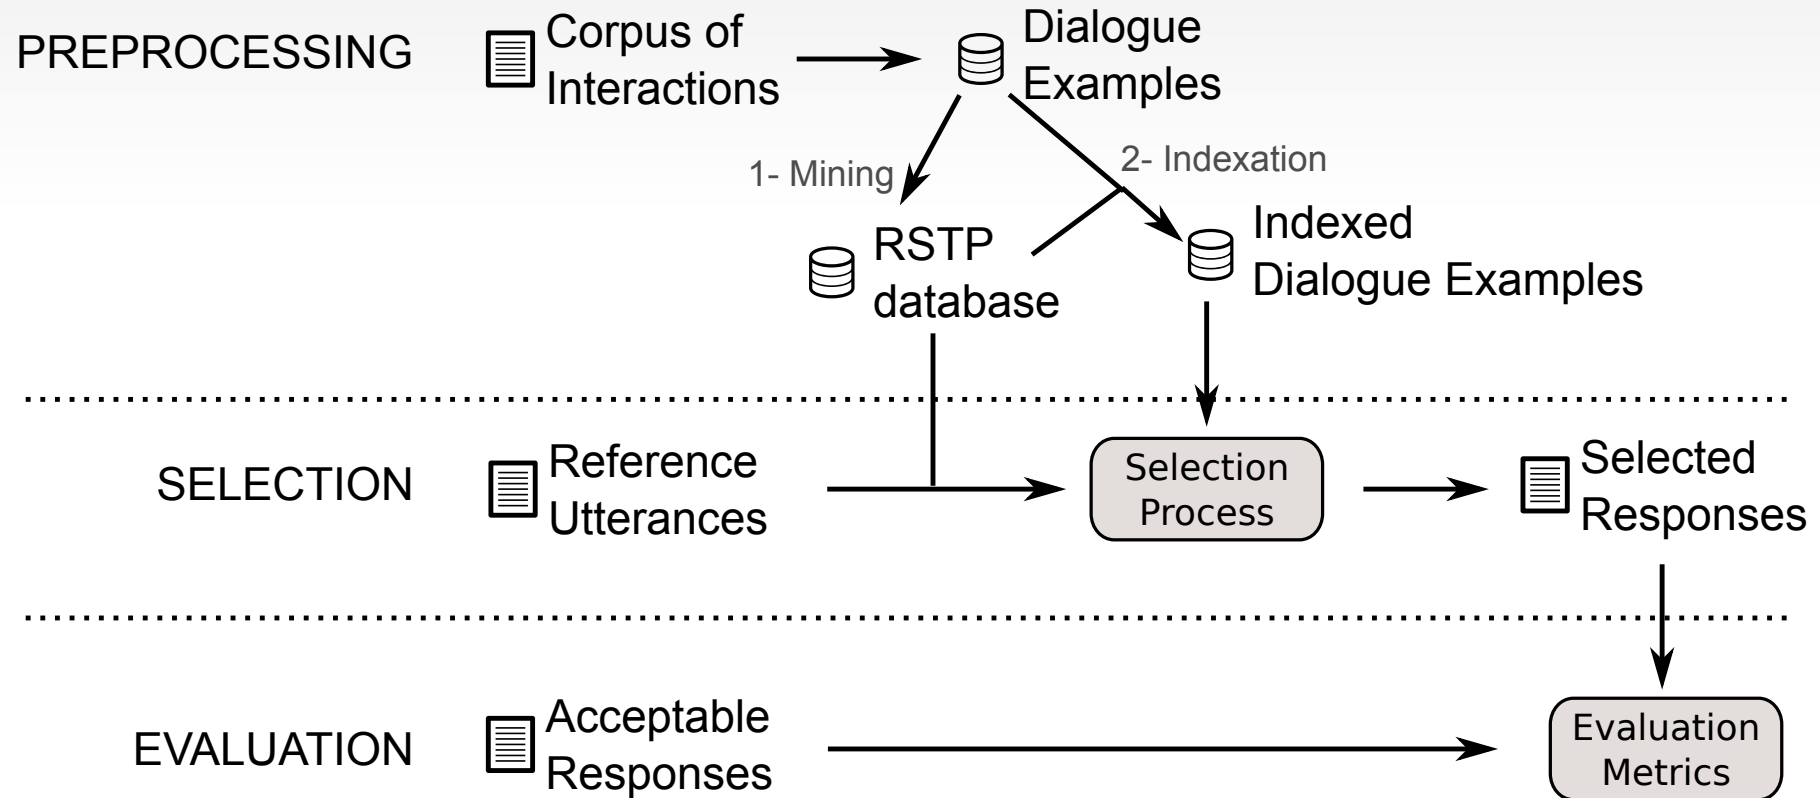 PREPROCESSING
Corpus of
Interactions
Dialogue
Examples
1- Mining
2- Indexation
RSTP
database
Indexed
Dialogue Examples
SELECTION
Reference
Utterances
Selection
Process
Selected
Responses
EVALUATION
Acceptable
Responses
Evaluation
Metrics